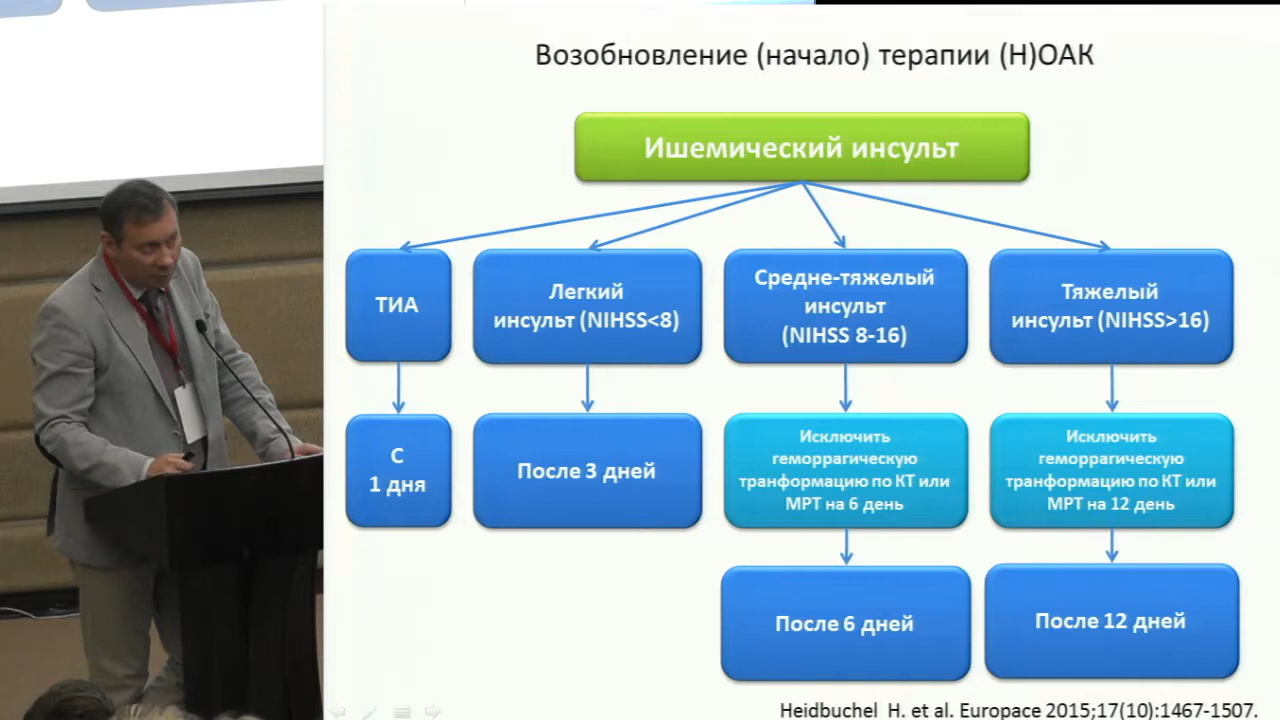 Возобновление (начало) терапии (Н)ОАК
Ишемический инсульт
ТИА
Легкий
инсульт (NIHSS<8)
Средне-тяжелый
инсульт
(NIHSS 8-16)
Тяжелый
инсульт (NIHSS>16)
С
1 дня
После 3 дней
Исключить
геморрагическую
транформацию по КТ или
МРТ на 6 день
Исключить
геморрагическую
транформацию по КТ или
МРТ на 12 день
После 6 дней
После 12 дней
Heidbuchel H. et al. Europace 2015;17(10):1467-1507.